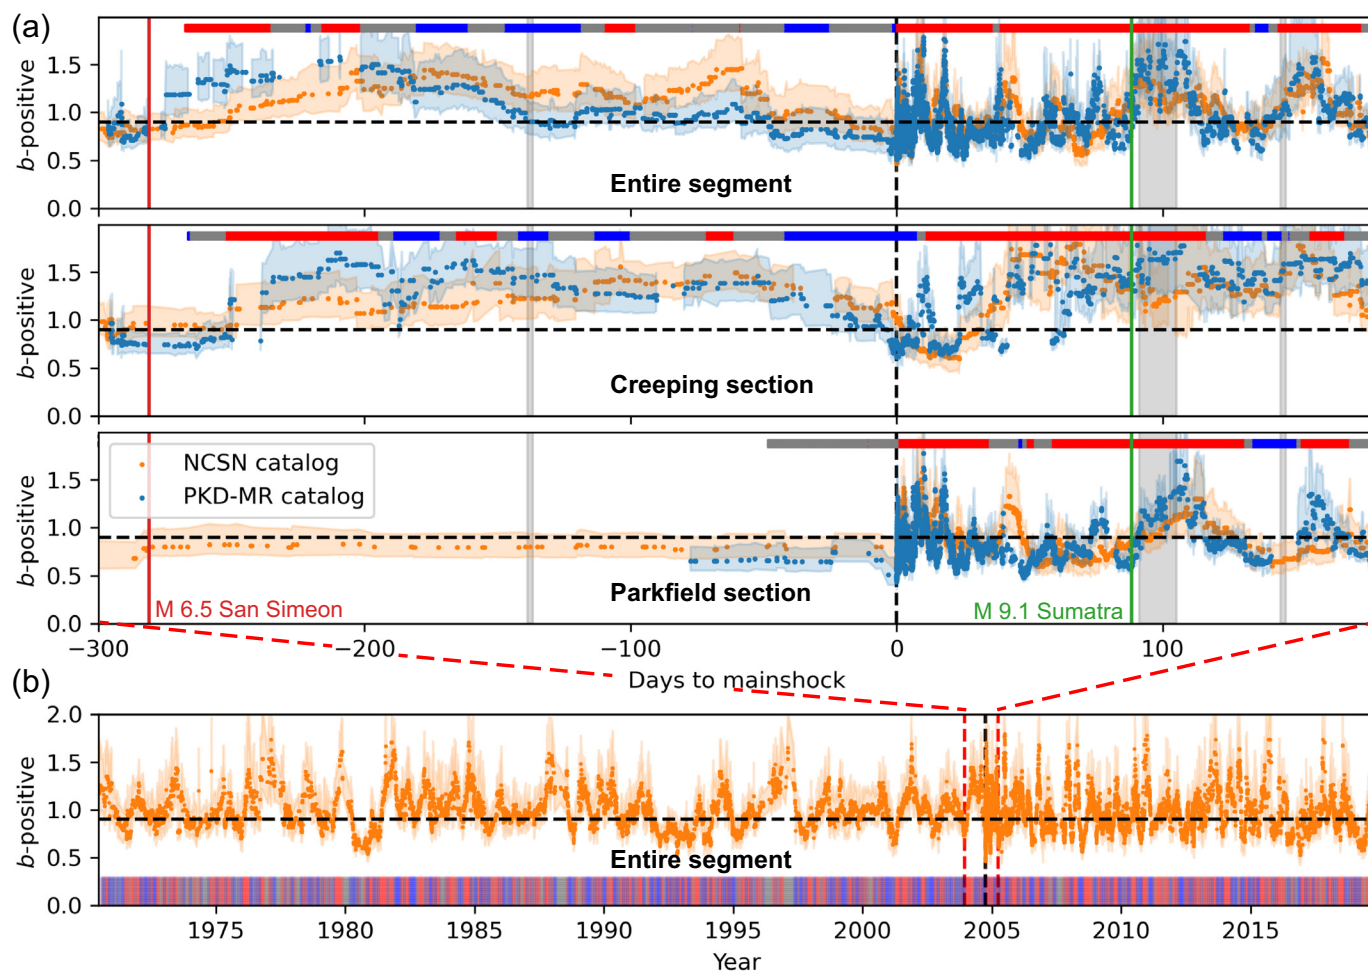 (a)
b-positive
1.5
1.0
0.5
0.0
Entire segment
b-positive
1.5
1.0
0.5
0.0
Creeping section
b-positive
1.5
1.0
0.5
0.0
NCSN catalog
PKD-MR catalog
Parkfield section
M 6.5 San Simeon
M 9.1 Sumatra
−300 −200 −100 0 100
Days to mainshock
(b)
b-positive
2.0
1.5
1.0
0.5
0.0
Entire segment
1975 1980 1985 1990 1995 2000 2005 2010 2015
Year